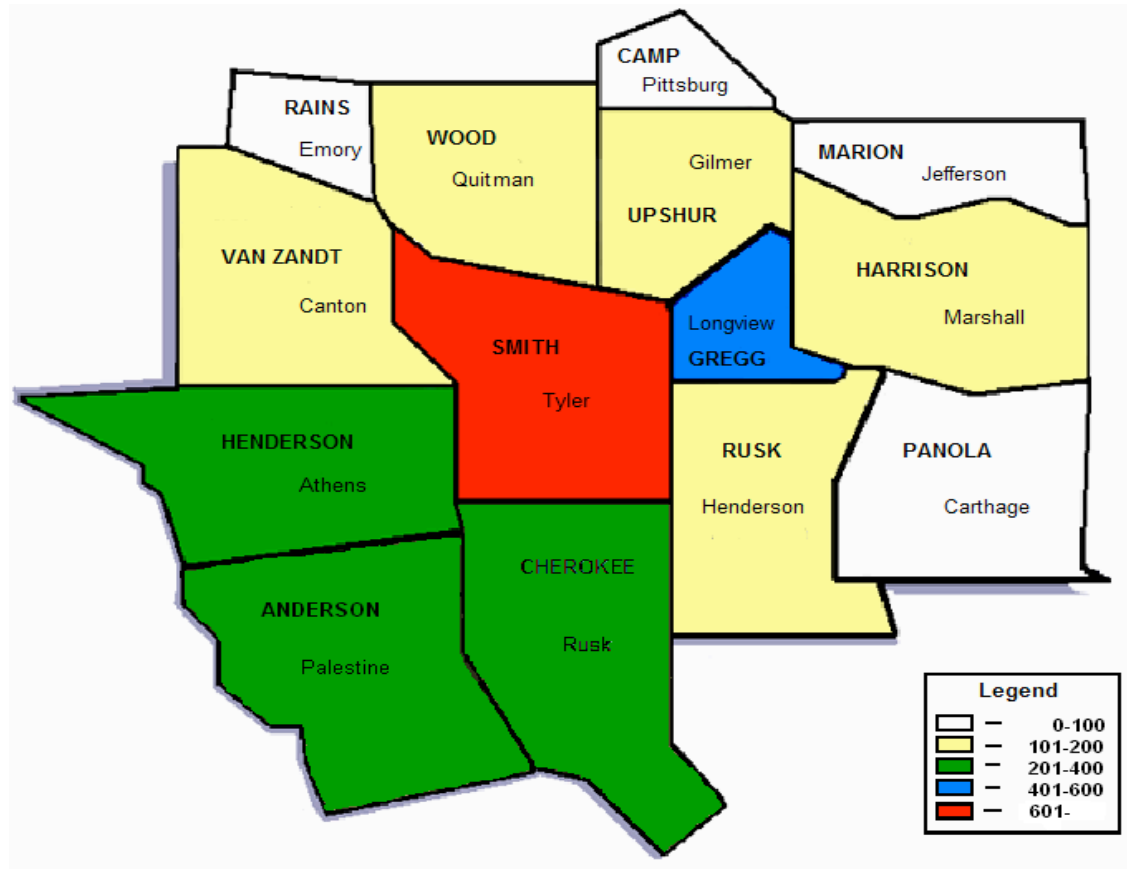 CAMP
Pittsburg
RAINS
Emory
WOOD
Quitman
MARION
Jefferson
Gilmer
UPSHUR
VAN ZANDT
Canton
HARRISON
Marshall
SMITH
Tyler
Longview
GREGG
HENDERSON
Athens
RUSK
Henderson
PANOLA
Carthage
CHEROKEE
Rusk
ANDERSON
Palestine
Legend
– 0-100
– 101-200
– 201-400
– 401-600
– 601-